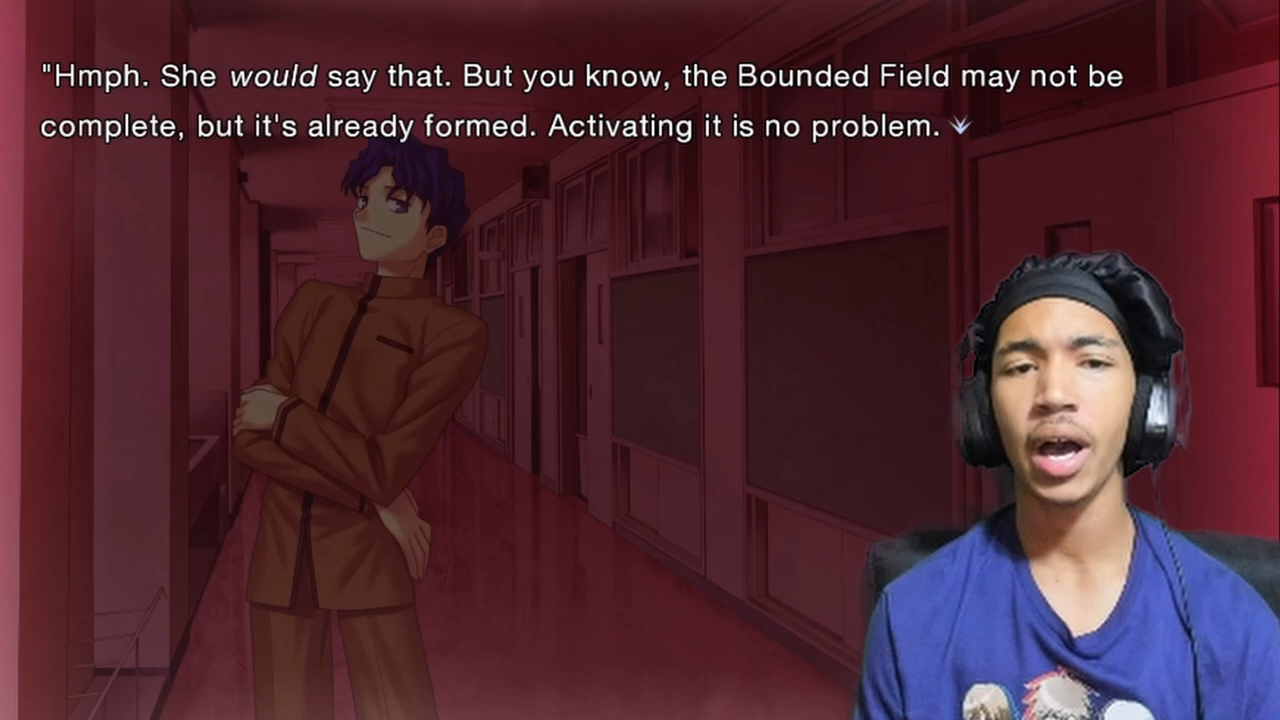 "Hmph. She would say that. But you know, the Bounded Field may not be
complete, but it's already formed. Activating it is no problem.